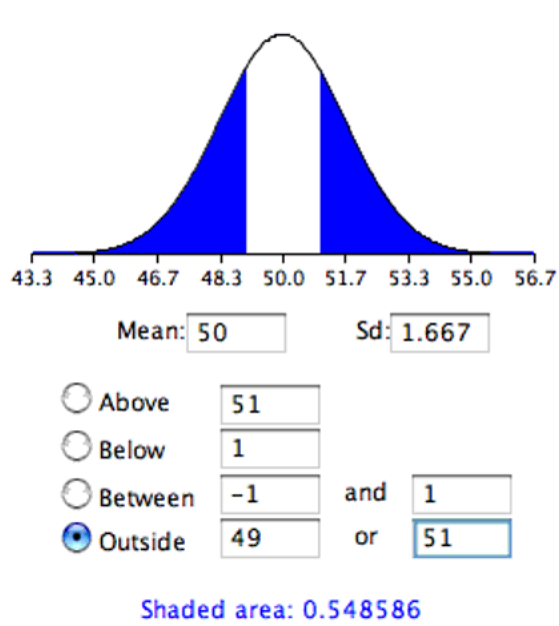 43.3 45.0 46.7 48.3 50.0 51.7 53.3 55.0 56.7
Mean: 50 Sd: 1.667
Above 51
Below 1
Between -1 and 1
Outside 49 or 51
Shaded area: 0.548586